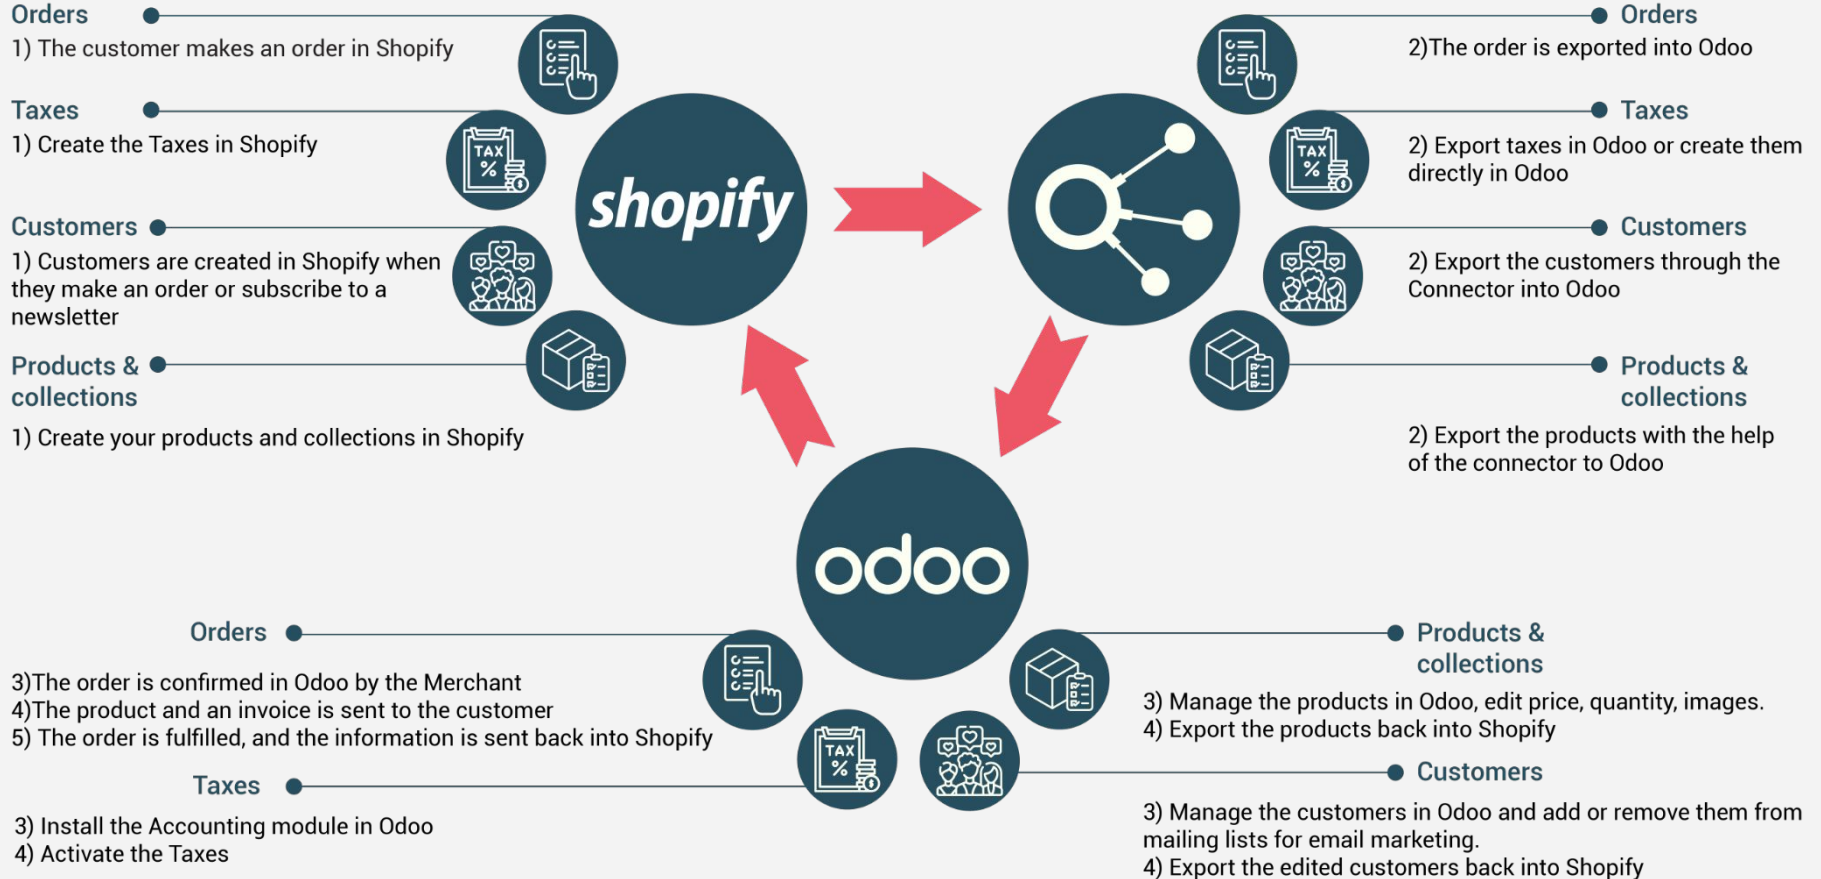 Orders
1) The customer makes an order in Shopify
Taxes
1) Create the Taxes in Shopify
TAX
%
Customers
1) Customers are created in Shopify when
they make an order or subscribe to a
newsletter
Products &
collections
1) Create your products and collections in Shopify
shopify
Orders
2)The order is exported into Odoo
Taxes
2) Export taxes in Odoo or create them
directly in Odoo
TAX
%
Customers
2) Export the customers through the
Connector into Odoo
Products &
collections
2) Export the products with the help
of the connector to Odoo
odoo
Orders
3)The order is confirmed in Odoo by the Merchant
4)The product and an invoice is sent to the customer
5) The order is fulfilled, and the information is sent back into Shopify
Taxes
3) Install the Accounting module in Odoo
4) Activate the Taxes
TAX
%
Products &
collections
3) Manage the products in Odoo, edit price, quantity, images.
4) Export the products back into Shopify
Customers
3) Manage the customers in Odoo and add or remove them from
mailing lists for email marketing.
4) Export the edited customers back into Shopify